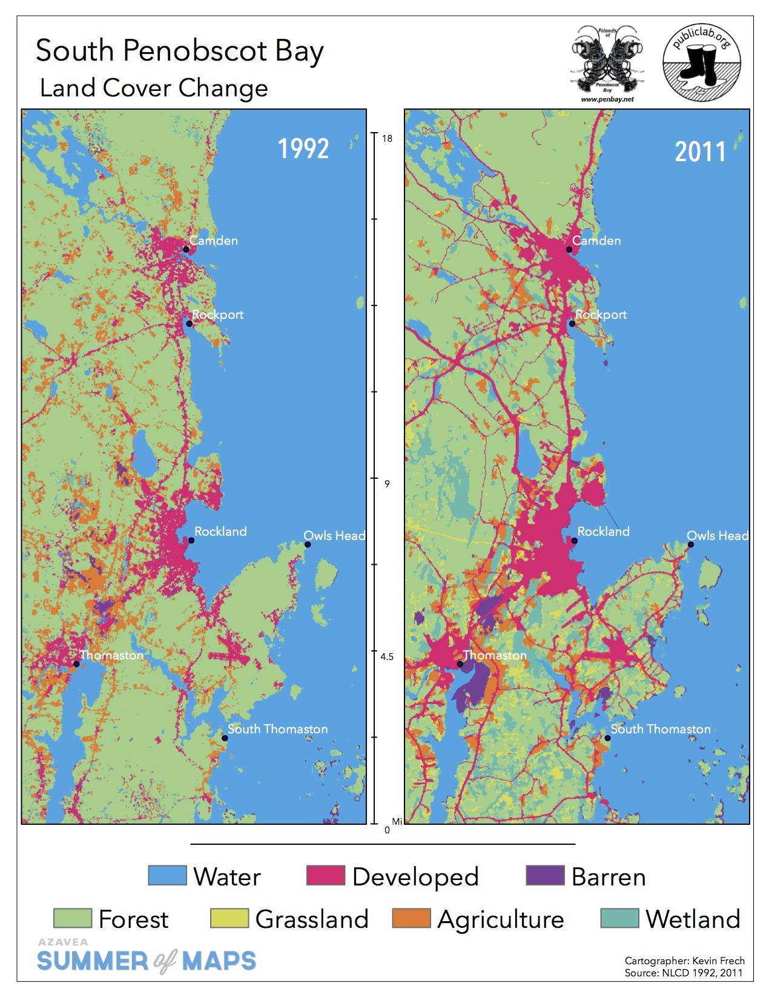 South Penobscot Bay
Land Cover Change
Friends
of
Penobscot
Bay
www.penbay.net
publiclab.org
1992
Camden
Rockport
Rockland
Owls Head
Thomaston
South Thomaston
18
9
4.5
0
Mi
2011
Camden
Rockport
Rockland
Owls Head
Thomaston
South Thomaston
Water
Developed
Barren
Forest
Grassland
Agriculture
Wetland
AZAVEA
SUMMER of MAPS
Cartographer: Kevin Frech
Source: NLCD 1992, 2011